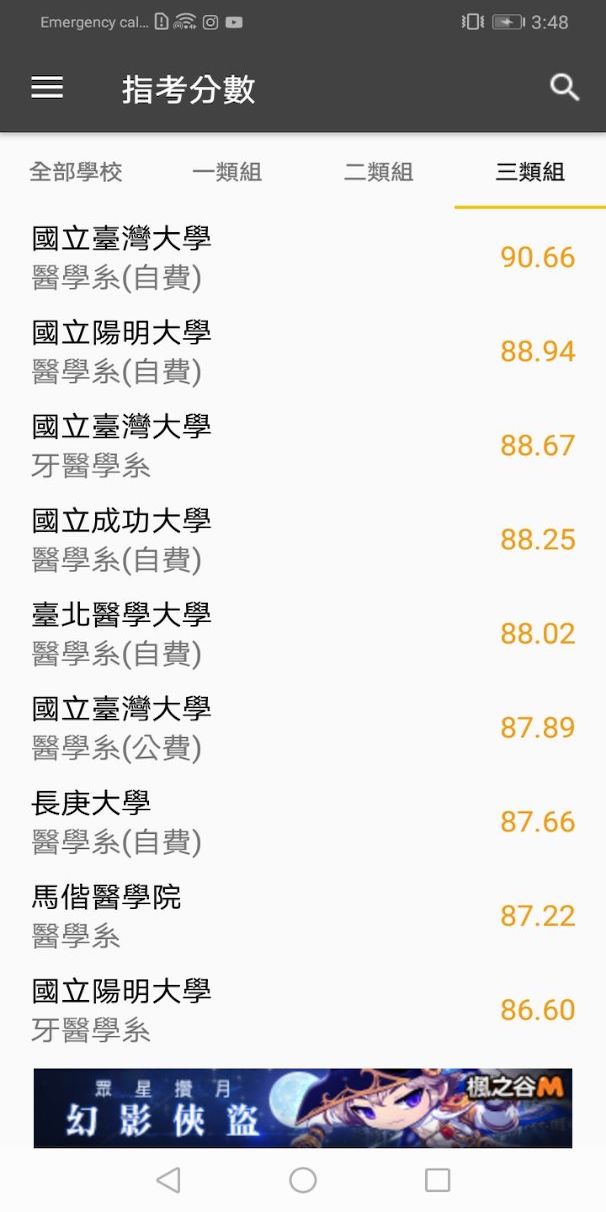 Emergency cal... 3:48
指考分數
全部學校 一類組 二類組 三類組
國立臺灣大學
醫學系(自費)
90.66
國立陽明大學
醫學系(自費)
88.94
國立臺灣大學
牙醫學系
88.67
國立成功大學
醫學系(自費)
88.25
臺北醫學大學
醫學系(自費)
88.02
國立臺灣大學
醫學系(公費)
87.89
長庚大學
醫學系(自費)
87.66
馬偕醫學院
醫學系
87.22
國立陽明大學
牙醫學系
86.60
眾星攢月
幻影俠盜
楓之谷M